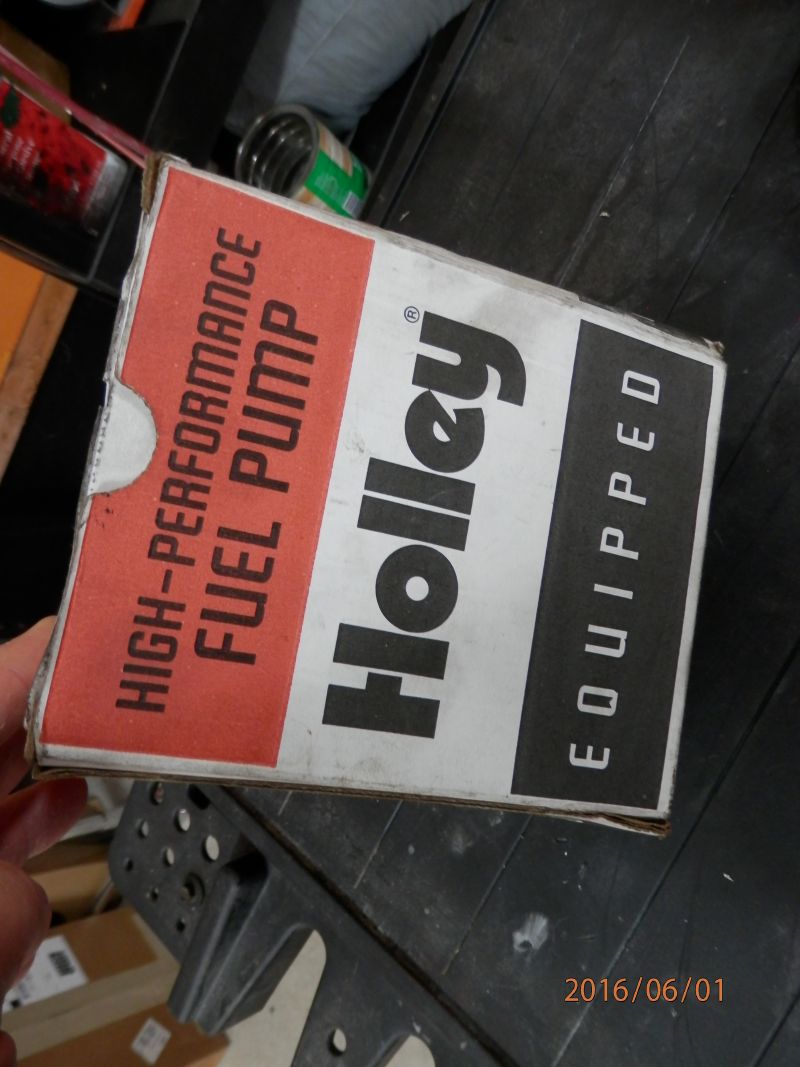 HIGH-PERFORMANCE
FUEL PUMP
Holley®
EQUIPPED
2016/06/01